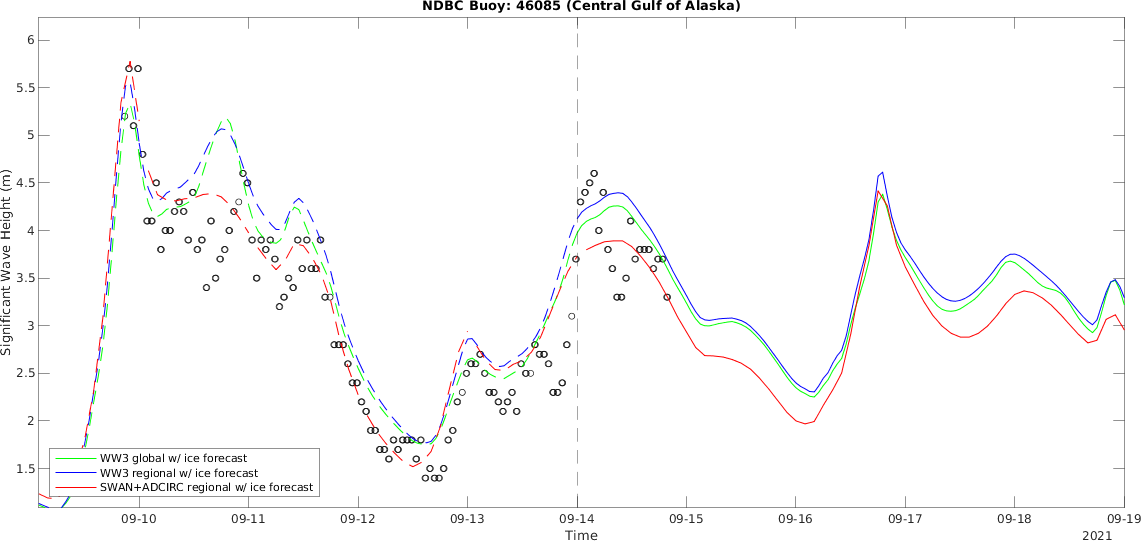 NDBC Buoy: 46085 (Central Gulf of Alaska)
Significant Wave Height (m)
6
5.5
5
4.5
4
3.5
3
2.5
2
1.5
WW3 global w/ ice forecast
WW3 regional w/ ice forecast
SWAN+ADCIRC regional w/ ice forecast
09-10 09-11 09-12 09-13 09-14 09-15 09-16 09-17 09-18 09-19
Time 2021